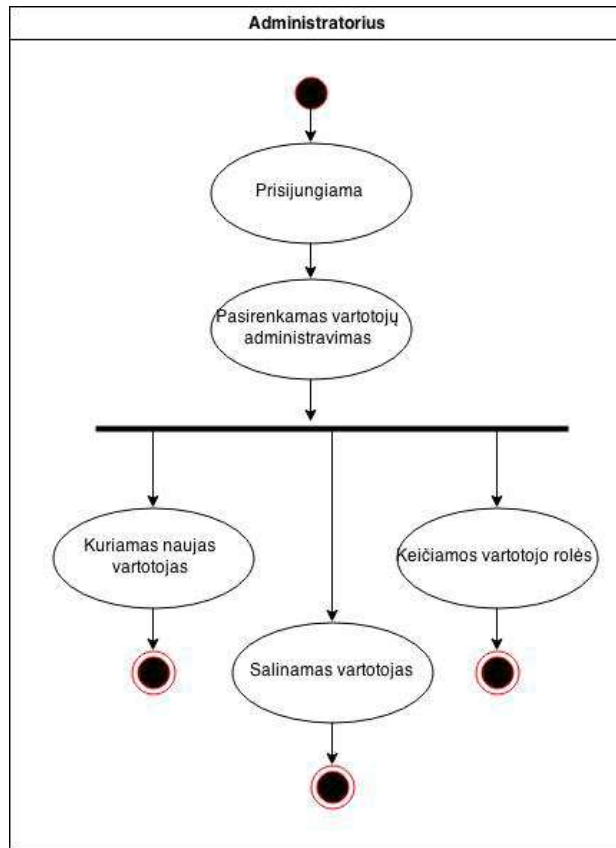 Administratorius
Prisijungiama
Pasirenkamas vartotojų
administravimas
Kuriamas naujas
vartotojas
Keičiamos vartotojo rolės
Salinamas vartotojas